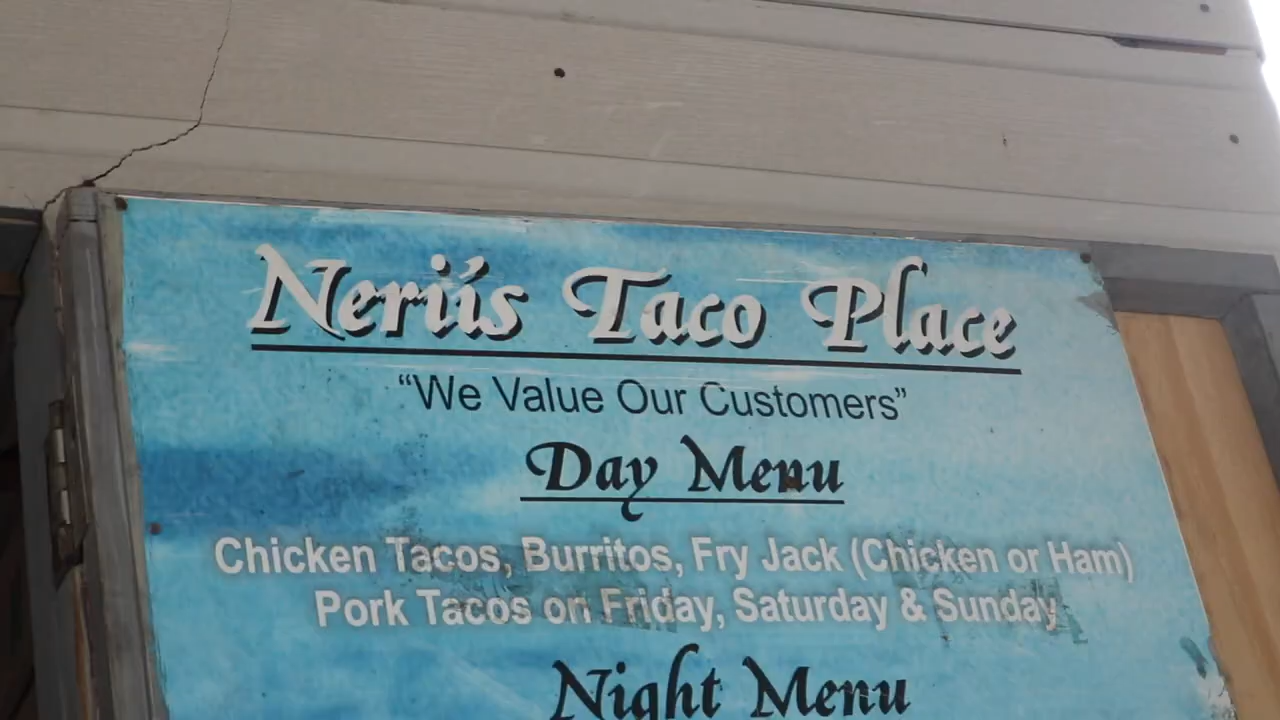 Nerií's Taco Place
“We Value Our Customers”
Day Menu
Chicken Tacos, Burritos, Fry Jack (Chicken or Ham)
Pork Tacos on Friday, Saturday & Sunday
Night Menu